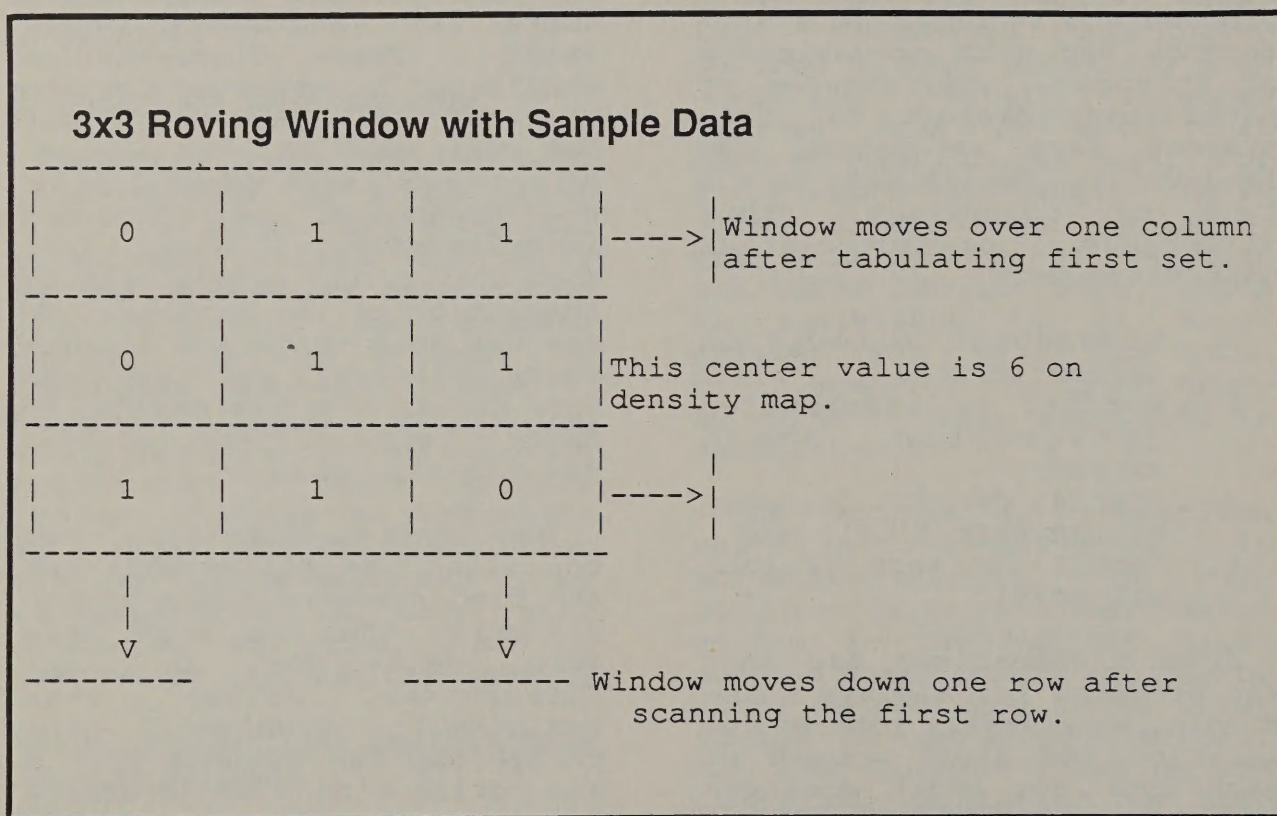 3x3 Roving Window with Sample Data
0 1 1 ----> Window moves over one column
after tabulating first set.
0 1 1 This center value is 6 on
density map.
1 1 0 ---->
V V
Window moves down one row after
scanning the first row.